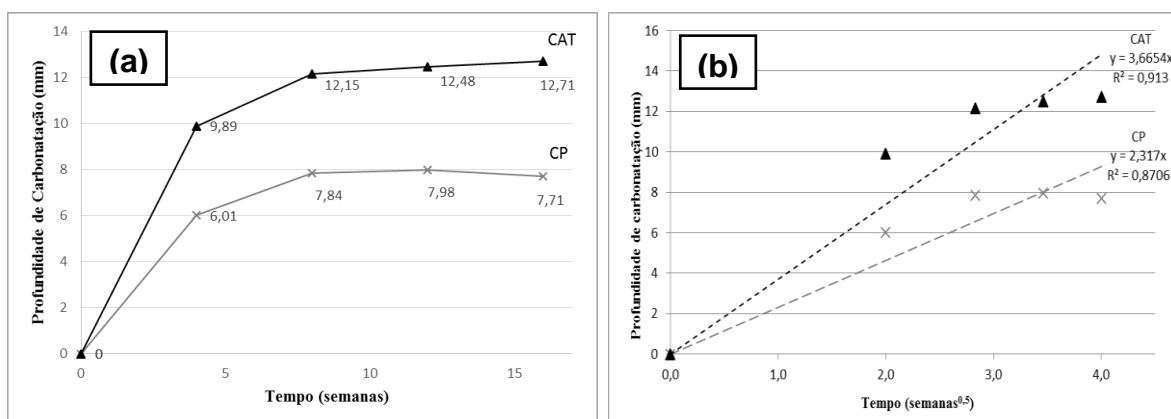 (a)
Profundidade de Carbonatação (mm)
14
12
10
8
6
4
2
0
CAT
9,89
12,15
12,48
12,71
CP
6,01
7,84
7,98
7,71
0
0
5
10
15
Tempo (semanas)
(b)
Profundidade de carbonatação (mm)
16
14
12
10
8
6
4
2
0
CAT
y = 3,6654x
R² = 0,913
CP
y = 2,317x
R² = 0,8706
0,0
1,0
2,0
3,0
4,0
Tempo (semanas⁰,⁵)